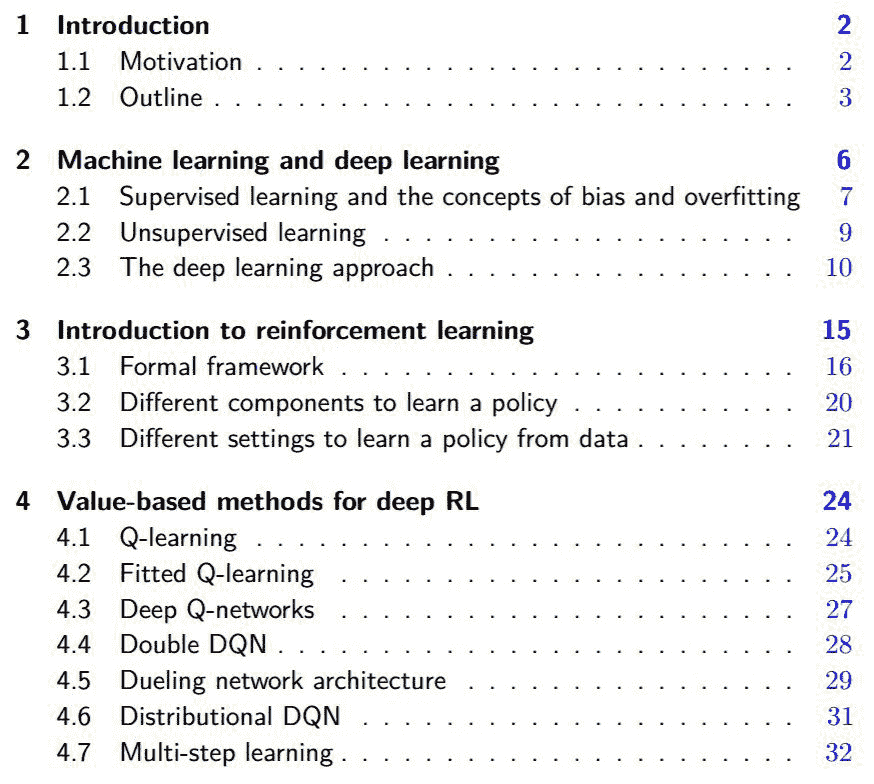 1 Introduction 2
1.1 Motivation . . . . . . . . . . . . . . . . . . . . . . . . . . 2
1.2 Outline . . . . . . . . . . . . . . . . . . . . . . . . . . . . 3
2 Machine learning and deep learning 6
2.1 Supervised learning and the concepts of bias and overfitting 7
2.2 Unsupervised learning . . . . . . . . . . . . . . . . . . . . 9
2.3 The deep learning approach . . . . . . . . . . . . . . . . . 10
3 Introduction to reinforcement learning 15
3.1 Formal framework . . . . . . . . . . . . . . . . . . . . . . 16
3.2 Different components to learn a policy . . . . . . . . . . . 20
3.3 Different settings to learn a policy from data . . . . . . . . 21
4 Value-based methods for deep RL 24
4.1 Q-learning . . . . . . . . . . . . . . . . . . . . . . . . . . 24
4.2 Fitted Q-learning . . . . . . . . . . . . . . . . . . . . . . 25
4.3 Deep Q-networks . . . . . . . . . . . . . . . . . . . . . . 27
4.4 Double DQN . . . . . . . . . . . . . . . . . . . . . . . . . 28
4.5 Dueling network architecture . . . . . . . . . . . . . . . . 29
4.6 Distributional DQN . . . . . . . . . . . . . . . . . . . . . 31
4.7 Multi-step learning . . . . . . . . . . . . . . . . . . . . . . 32